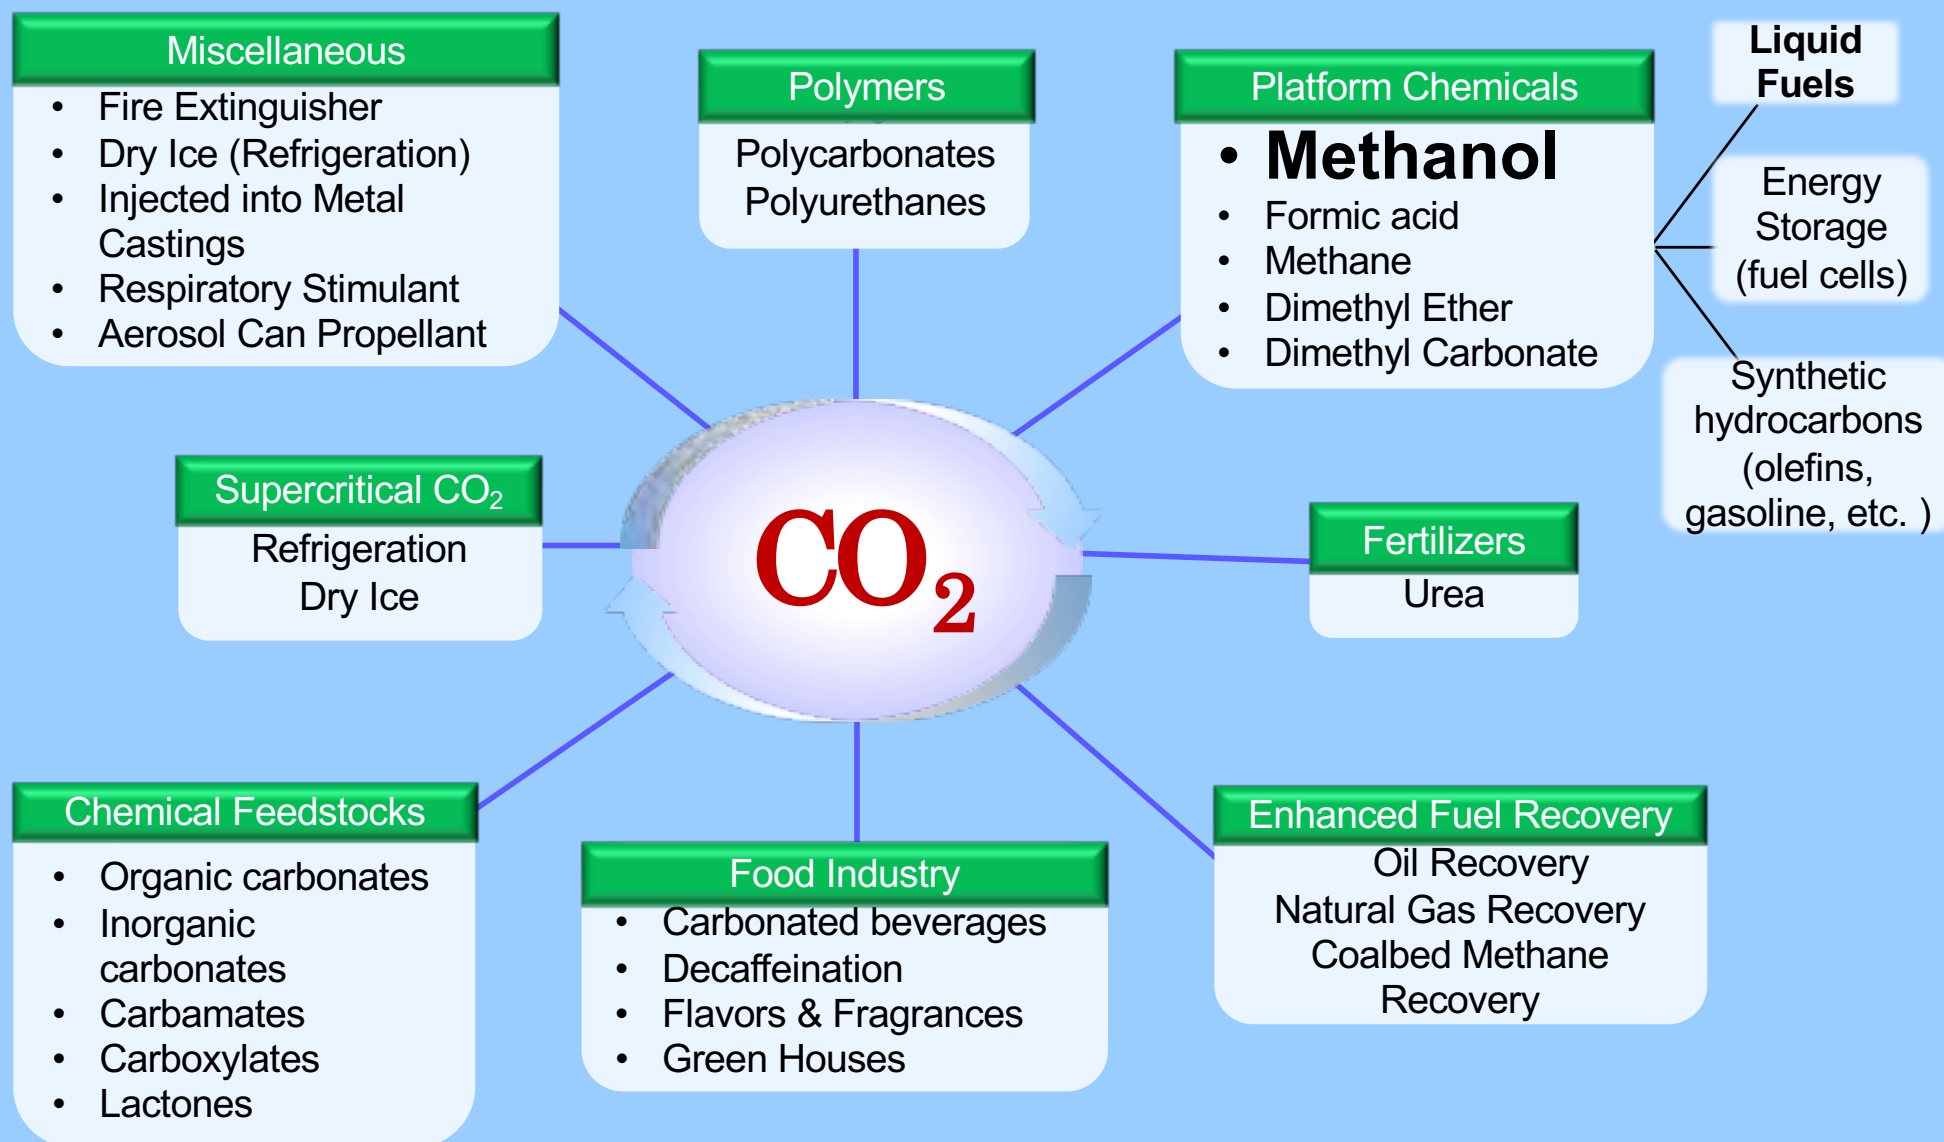 Miscellaneous
• Fire Extinguisher
• Dry Ice (Refrigeration)
• Injected into Metal
Castings
• Respiratory Stimulant
• Aerosol Can Propellant
Polymers
Polycarbonates
Polyurethanes
Platform Chemicals
• Methanol
• Formic acid
• Methane
• Dimethyl Ether
• Dimethyl Carbonate
Liquid
Fuels
Energy
Storage
(fuel cells)
Synthetic
hydrocarbons
(olefins,
gasoline, etc. )
Supercritical CO₂
Refrigeration
Dry Ice
CO₂
Fertilizers
Urea
Chemical Feedstocks
• Organic carbonates
• Inorganic
carbonates
• Carbamates
• Carboxylates
• Lactones
Food Industry
• Carbonated beverages
• Decaffeination
• Flavors & Fragrances
• Green Houses
Enhanced Fuel Recovery
Oil Recovery
Natural Gas Recovery
Coalbed Methane
Recovery